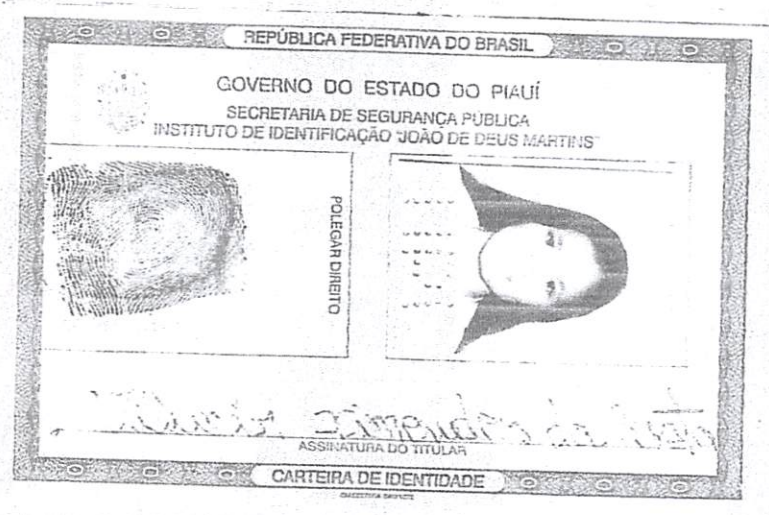 REPÚBLICA FEDERATIVA DO BRASIL
GOVERNO DO ESTADO DO PIAUÍ
SECRETARIA DE SEGURANÇA PÚBLICA
INSTITUTO DE IDENTIFICAÇÃO "JOÃO DE DEUS MARTINS"
POLEGAR DIREITO
ASSINATURA DO TITULAR
CARTEIRA DE IDENTIDADE